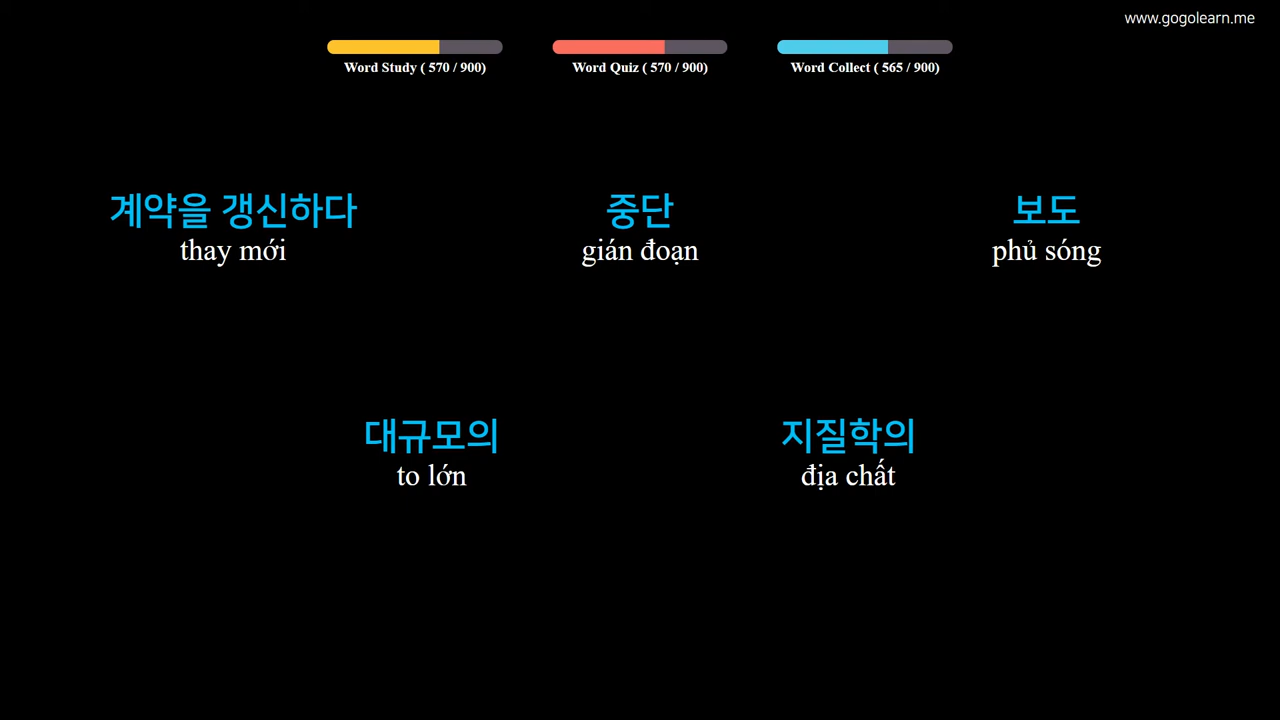 www.gogolearn.me
Word Study ( 570 / 900)
Word Quiz ( 570 / 900)
Word Collect ( 565 / 900)
계약을 갱신하다
thay mới
중단
gián đoạn
보도
phủ sóng
대규모의
to lớn
지질학의
địa chất